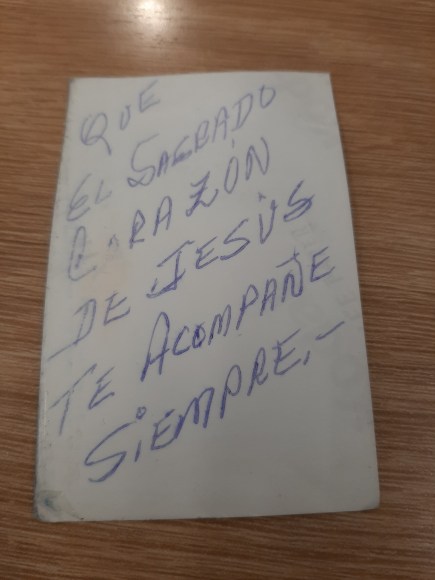 QUE
EL SAGRADO
CORAZÓN
DE JESÚS
TE ACOMPAÑE
SIEMPRE,-